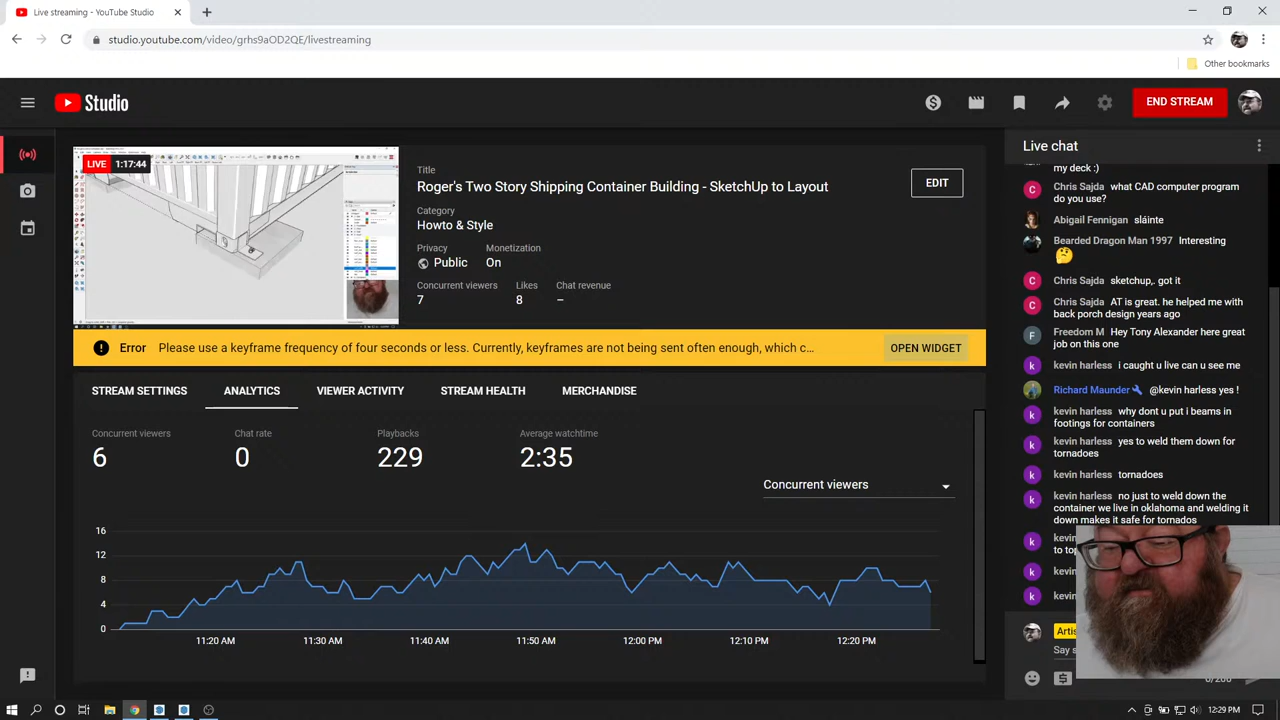 Live streaming - YouTube Studio
studio.youtube.com/video/grhs9aOD2QE/livestreaming
Other bookmarks
Studio
END STREAM
LIVE 1:17:44
Title
Roger's Two Story Shipping Container Building - SketchUp to Layout
EDIT
Category
Howto & Style
Privacy Monetization
Public On
Concurrent viewers Likes Chat revenue
7 8 –
Error Please use a keyframe frequency of four seconds or less. Currently, keyframes are not being sent often enough, which c... OPEN WIDGET
STREAM SETTINGS ANALYTICS VIEWER ACTIVITY STREAM HEALTH MERCHANDISE
Concurrent viewers Chat rate Playbacks Average watchtime
6 0 229 2:35
Concurrent viewers
16
12
8
4
0
11:20 AM 11:30 AM 11:40 AM 11:50 AM 12:00 PM 12:10 PM 12:20 PM
Live chat
my deck :)
Chris Sajda what CAD computer program
do you use?
Abigail Fennigan slainte
Bearded Dragon Man 1997 Interesting
Chris Sajda sketchup,. got it
Chris Sajda AT is great. he helped me with
back porch design years ago
Freedom M Hey Tony Alexander here great
job on this one
kevin harless i caught u live can u see me
Richard Maunder @kevin harless yes !
kevin harless why dont u put i beams in
footings for containers
kevin harless yes to weld them down for
tornadoes
kevin harless tornadoes
kevin harless no just to weld down the
container we live in oklahoma and welding it
down makes it safe for tornados
to
Say
12:29 PM